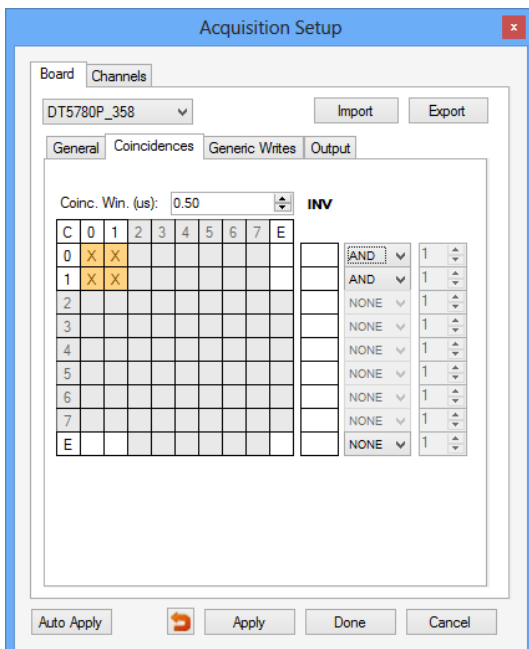 Acquisition Setup
x
Board Channels
DT5780P_358 Import Export
General Coincidences Generic Writes Output
Coinc. Win. (us): 0.50 INV
C 0 1 2 3 4 5 6 7 E
0 X X AND 1
1 X X AND 1
2 NONE 1
3 NONE 1
4 NONE 1
5 NONE 1
6 NONE 1
7 NONE 1
E NONE 1
Auto Apply Apply Done Cancel